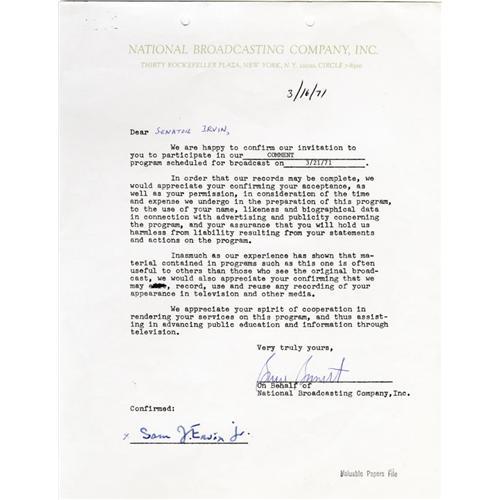 NATIONAL BROADCASTING COMPANY, INC.
THIRTY ROCKEFELLER PLAZA, NEW YORK, N.Y. 10020, CIRCLE 7-8300
3/16/71
Dear SENATOR IRVIN,
We are happy to confirm our invitation to
you to participate in our COMMENT
program scheduled for broadcast on 3/21/71.
In order that our records may be complete, we
would appreciate your confirming your acceptance, as
well as your permission, in consideration of the time
and expense we undergo in the preparation of this program,
to the use of your name, likeness and biographical data
in connection with advertising and publicity concerning
the program, and your assurance that you will hold us
harmless from liability resulting from your statements
and actions on the program.
Inasmuch as our experience has shown that ma-
terial contained in programs such as this one is often
useful to others than those who see the original broad-
cast, we would also appreciate your confirming that we
may , record, use and reuse any recording of your
appearance in television and other media.
We appreciate your spirit of cooperation in
rendering your services on this program, and thus assist-
ing in advancing public education and information through
television.
Very truly yours,
On Behalf of
National Broadcasting Company,Inc.
Confirmed:
x Sam J. Ervin Jr.
Valuable Papers File